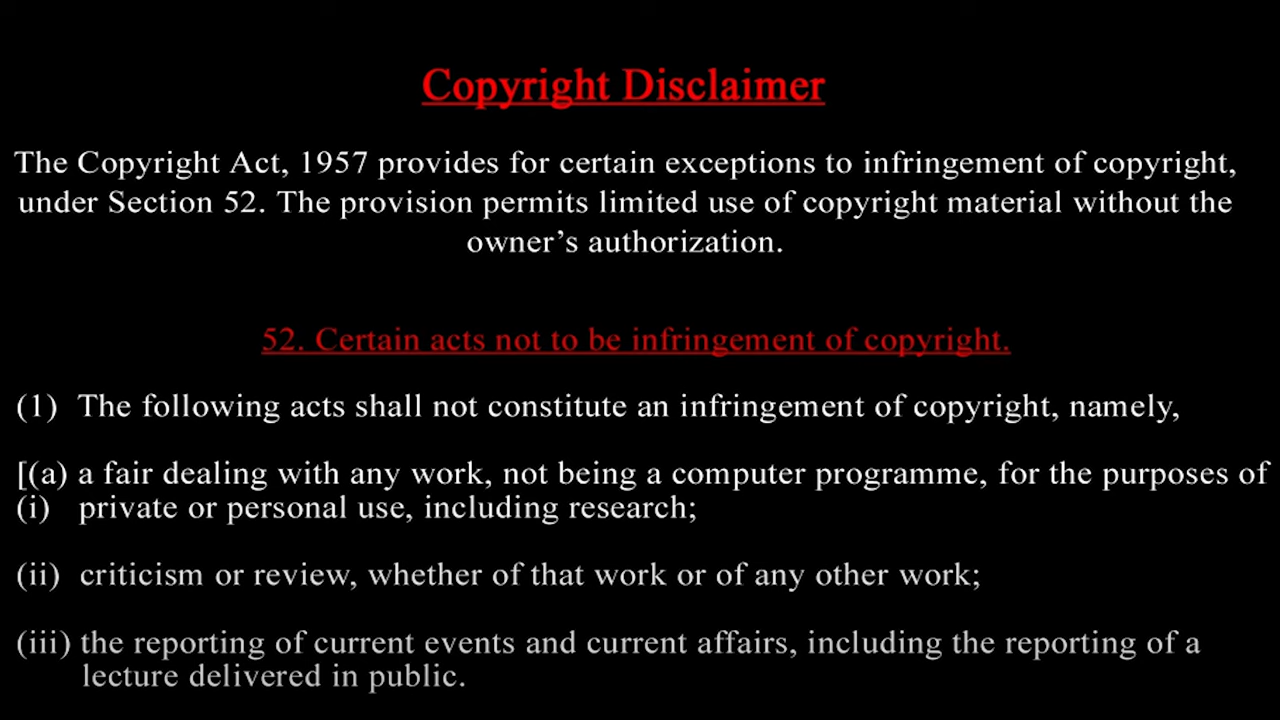 Copyright Disclaimer
The Copyright Act, 1957 provides for certain exceptions to infringement of copyright,
under Section 52. The provision permits limited use of copyright material without the
owner’s authorization.
52. Certain acts not to be infringement of copyright.
(1) The following acts shall not constitute an infringement of copyright, namely,
[(a) a fair dealing with any work, not being a computer programme, for the purposes of
(i) private or personal use, including research;
(ii) criticism or review, whether of that work or of any other work;
(iii) the reporting of current events and current affairs, including the reporting of a
lecture delivered in public.